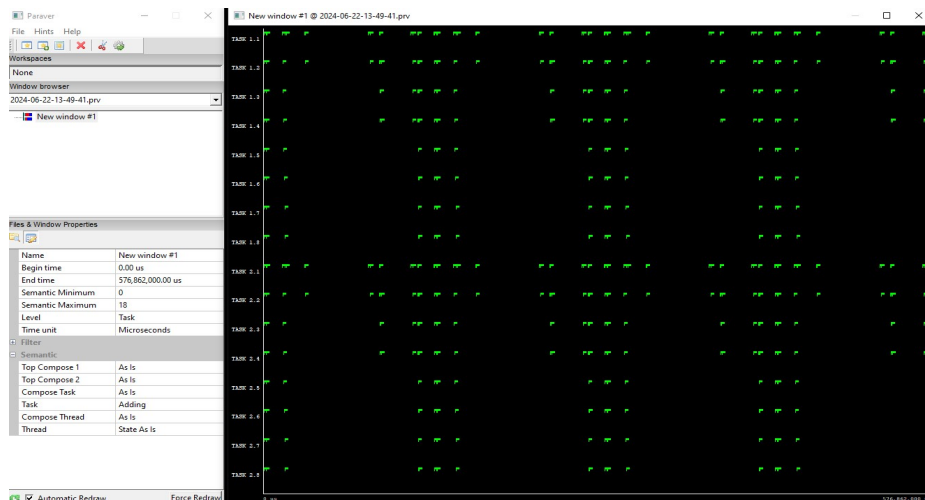 Paraver
File Hints Help
Workspaces
None
Window browser
2024-06-22-13-49-41.prv
New window #1
Files & Window Properties
Name New window #1
Begin time 0.00 us
End time 576,862,000.00 us
Semantic Minimum 0
Semantic Maximum 18
Level Task
Time unit Microseconds
Filter
Semantic
Top Compose 1 As Is
Top Compose 2 As Is
Compose Task As Is
Task Adding
Compose Thread As Is
Thread State As Is
Automatic Redraw Force Redraw
New window #1 @ 2024-06-22-13-49-41.prv
TASK 1.1
TASK 1.2
TASK 1.3
TASK 1.4
TASK 1.5
TASK 1.6
TASK 1.7
TASK 1.8
TASK 2.1
TASK 2.2
TASK 2.3
TASK 2.4
TASK 2.5
TASK 2.6
TASK 2.7
TASK 2.8